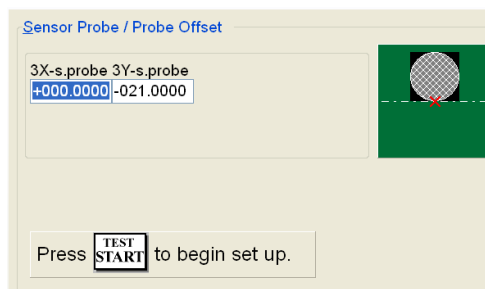 Sensor Probe / Probe Offset
3X-s.probe 3Y-s.probe
+000.0000 -021.0000
Press TEST START to begin set up.